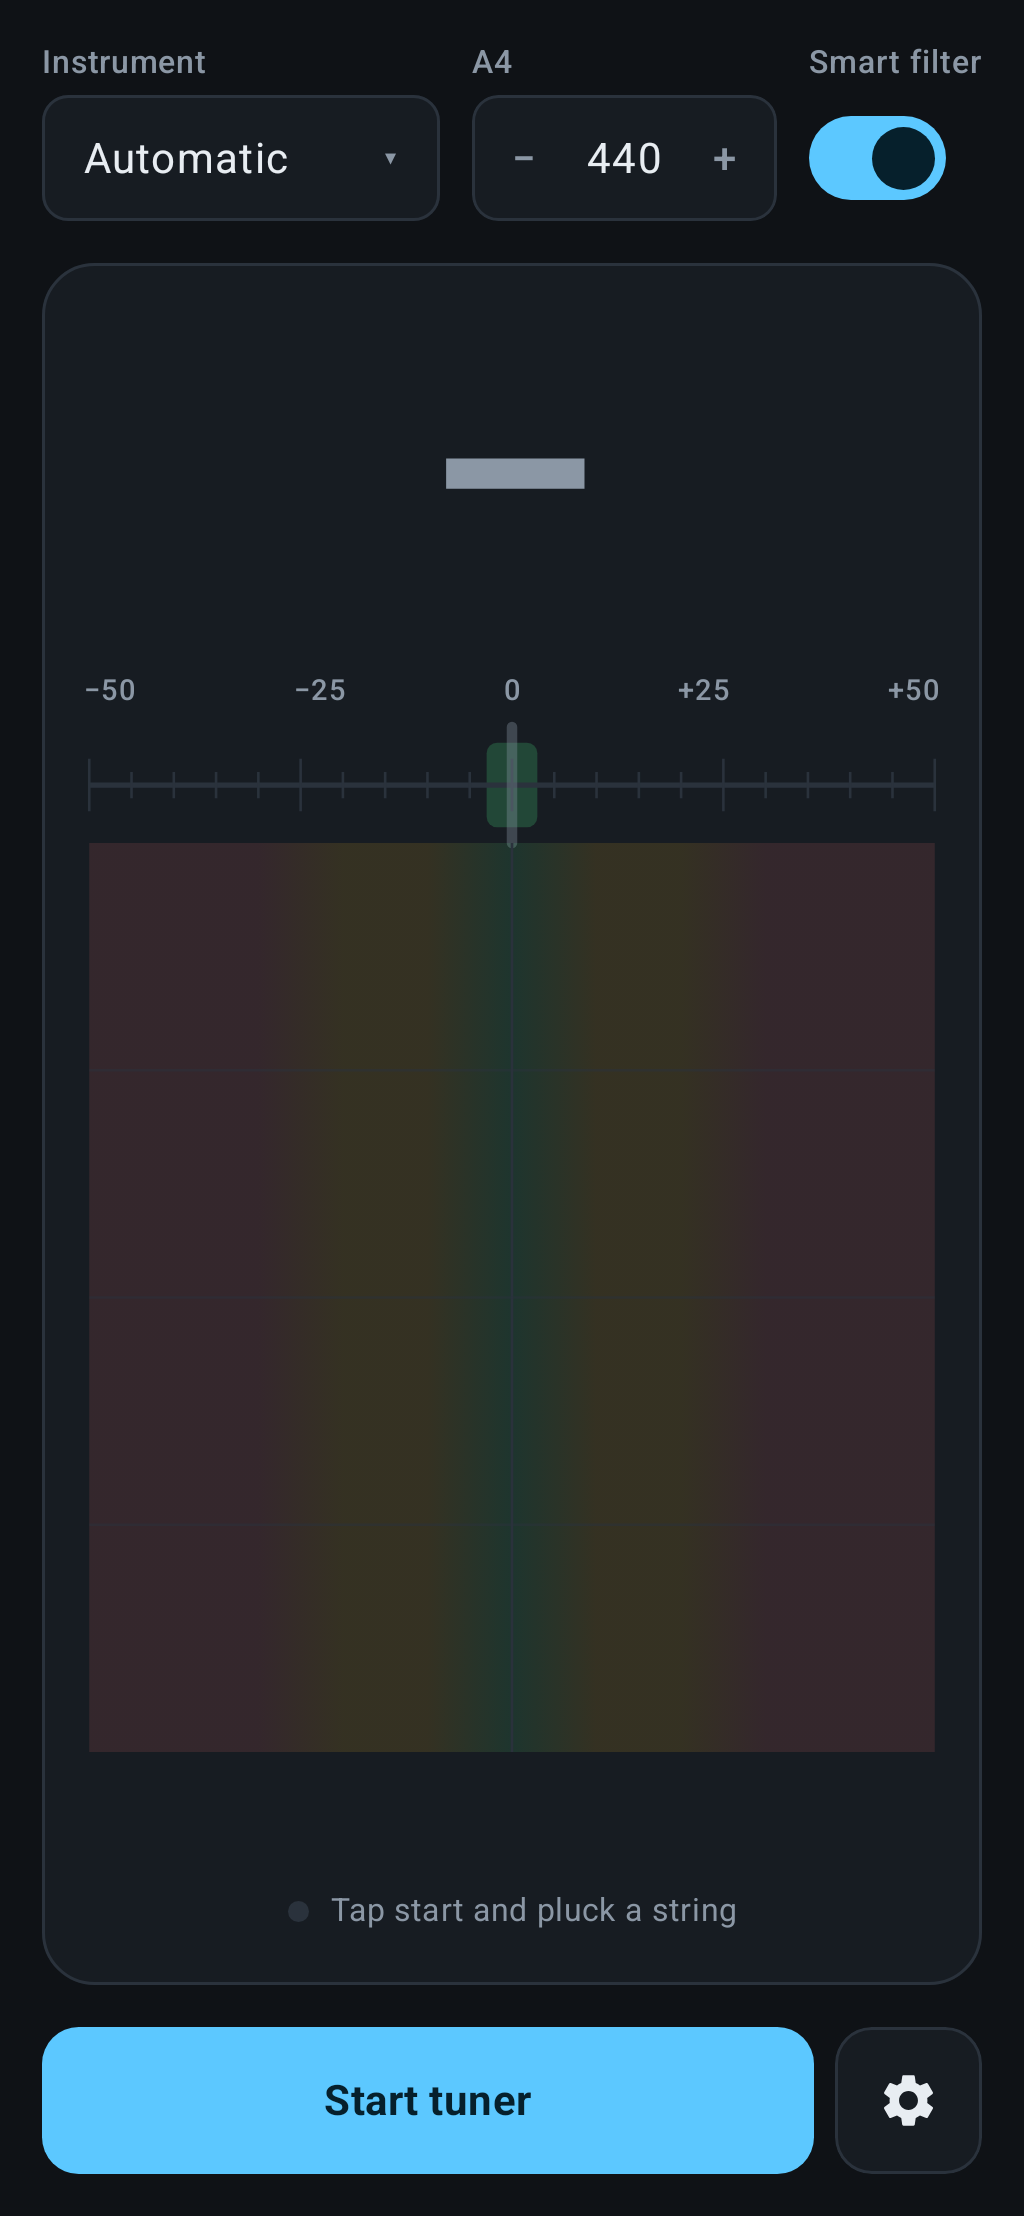 Instrument A4 Smart filter
Automatic ▼ − 440 +
−50 −25 0 +25 +50
Tap start and pluck a string
Start tuner